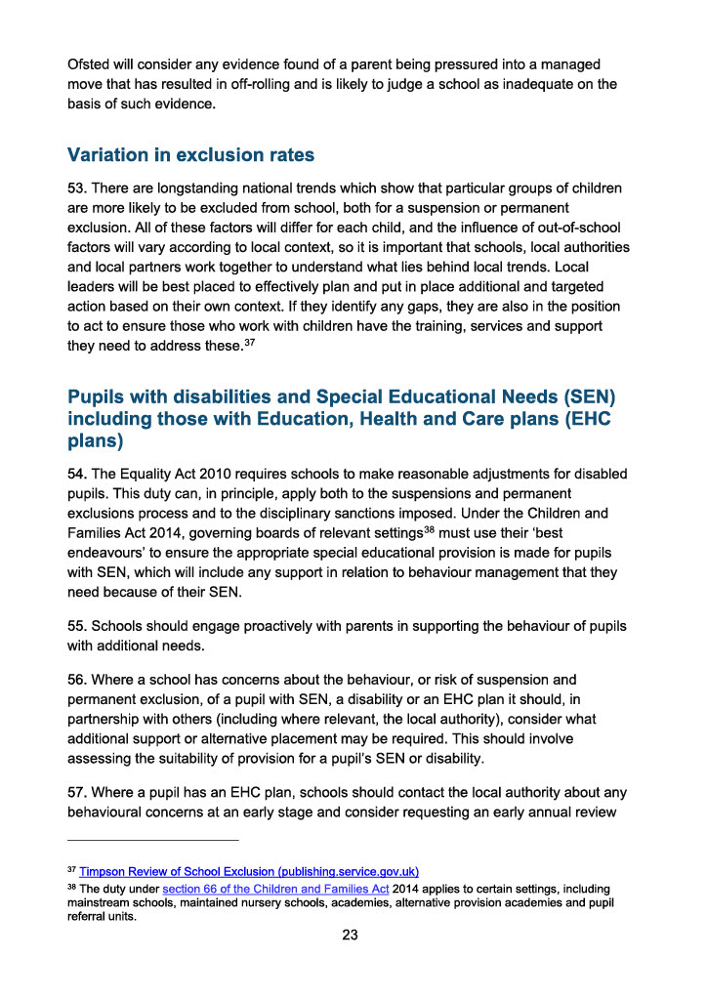 Ofsted will consider any evidence found of a parent being pressured into a managed
move that has resulted in off-rolling and is likely to judge a school as inadequate on the
basis of such evidence.
Variation in exclusion rates
53. There are longstanding national trends which show that particular groups of children
are more likely to be excluded from school, both for a suspension or permanent
exclusion. All of these factors will differ for each child, and the influence of out-of-school
factors will vary according to local context, so it is important that schools, local authorities
and local partners work together to understand what lies behind local trends. Local
leaders will be best placed to effectively plan and put in place additional and targeted
action based on their own context. If they identify any gaps, they are also in the position
to act to ensure those who work with children have the training, services and support
they need to address these.³⁷
Pupils with disabilities and Special Educational Needs (SEN)
including those with Education, Health and Care plans (EHC
plans)
54. The Equality Act 2010 requires schools to make reasonable adjustments for disabled
pupils. This duty can, in principle, apply both to the suspensions and permanent
exclusions process and to the disciplinary sanctions imposed. Under the Children and
Families Act 2014, governing boards of relevant settings³⁸ must use their ‘best
endeavours’ to ensure the appropriate special educational provision is made for pupils
with SEN, which will include any support in relation to behaviour management that they
need because of their SEN.
55. Schools should engage proactively with parents in supporting the behaviour of pupils
with additional needs.
56. Where a school has concerns about the behaviour, or risk of suspension and
permanent exclusion, of a pupil with SEN, a disability or an EHC plan it should, in
partnership with others (including where relevant, the local authority), consider what
additional support or alternative placement may be required. This should involve
assessing the suitability of provision for a pupil’s SEN or disability.
57. Where a pupil has an EHC plan, schools should contact the local authority about any
behavioural concerns at an early stage and consider requesting an early annual review
³⁷ Timpson Review of School Exclusion (publishing.service.gov.uk)
³⁸ The duty under section 66 of the Children and Families Act 2014 applies to certain settings, including
mainstream schools, maintained nursery schools, academies, alternative provision academies and pupil
referral units.
23